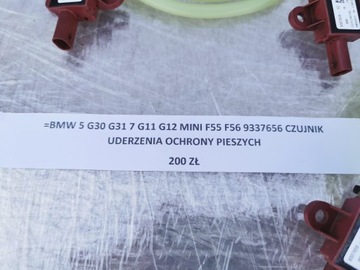 =BMW 5 G30 G31 7 G11 G12 MINI F55 F56 9337656 CZUJNIK
UDERZENIA OCHRONY PIESZYCH
200 ZŁ